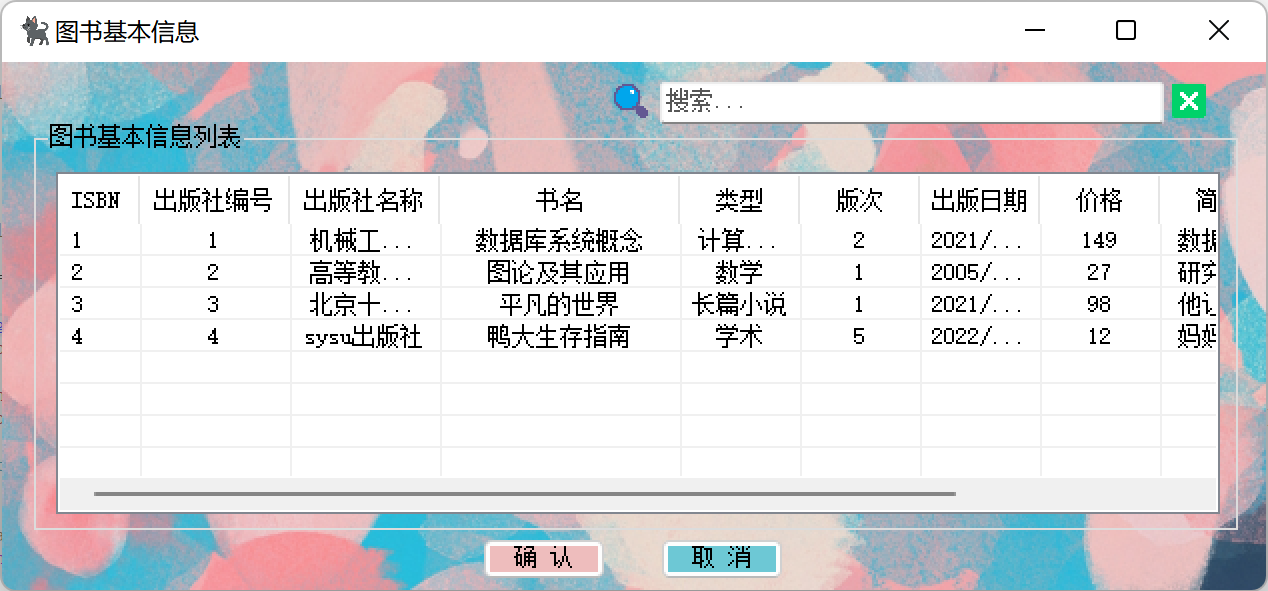 图书基本信息
搜索...
图书基本信息列表
ISBN 出版社编号 出版社名称 书名 类型 版次 出版日期 价格 简
1 1 机械工... 数据库系统概念 计算... 2 2021/... 149 数据
2 2 高等教... 图论及其应用 数学 1 2005/... 27 研究
3 3 北京十... 平凡的世界 长篇小说 1 2021/... 98 他让
4 4 sysu出版社 鸭大生存指南 学术 5 2022/... 12 妈妈
确 认 取 消